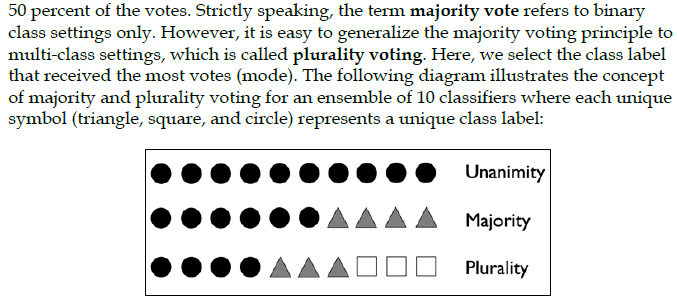 50 percent of the votes. Strictly speaking, the term majority vote refers to binary
class settings only. However, it is easy to generalize the majority voting principle to
multi-class settings, which is called plurality voting. Here, we select the class label
that received the most votes (mode). The following diagram illustrates the concept
of majority and plurality voting for an ensemble of 10 classifiers where each unique
symbol (triangle, square, and circle) represents a unique class label:
Unanimity
Majority
Plurality